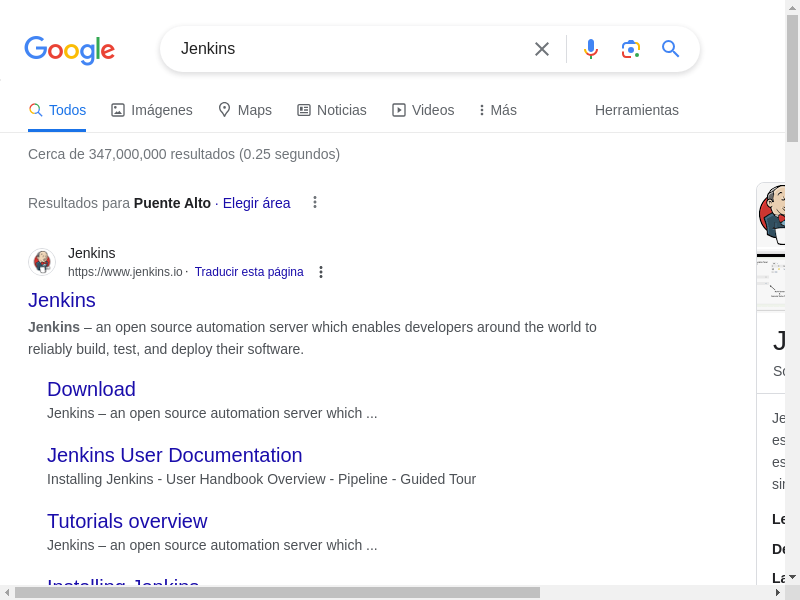 Google
Jenkins
Todos
Imágenes
Maps
Noticias
Videos
Más
Herramientas
Cerca de 347,000,000 resultados (0.25 segundos)
Resultados para Puente Alto · Elegir área
Jenkins
https://www.jenkins.io · Traducir esta página
Jenkins
Jenkins – an open source automation server which enables developers around the world to
reliably build, test, and deploy their software.
Download
Jenkins – an open source automation server which ...
Jenkins User Documentation
Installing Jenkins - User Handbook Overview - Pipeline - Guided Tour
Tutorials overview
Jenkins – an open source automation server which ...
Installing Jenkins
J
So
Je
es
es
sin
Le
De
La